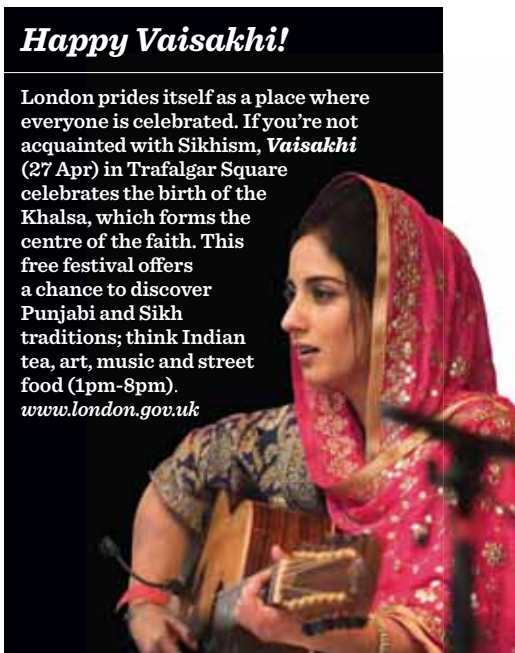 Happy Vaisakhi!
London prides itself as a place where
everyone is celebrated. If you're not
acquainted with Sikhism, Vaisakhi
(27 Apr) in Trafalgar Square
celebrates the birth of the
Khalsa, which forms the
centre of the faith. This
free festival offers
a chance to discover
Punjabi and Sikh
traditions; think Indian
tea, art, music and street
food (1pm-8pm).
www.london.gov.uk